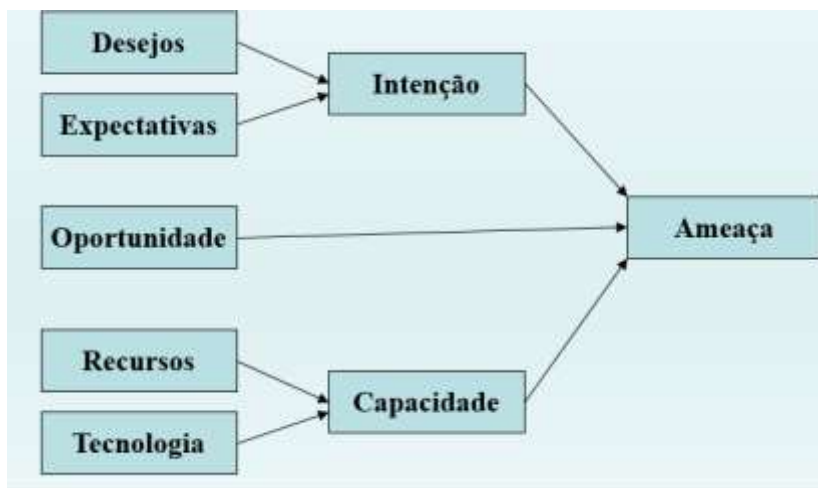 Desejos
Intenção
Expectativas
Oportunidade
Ameaça
Recursos
Capacidade
Tecnologia